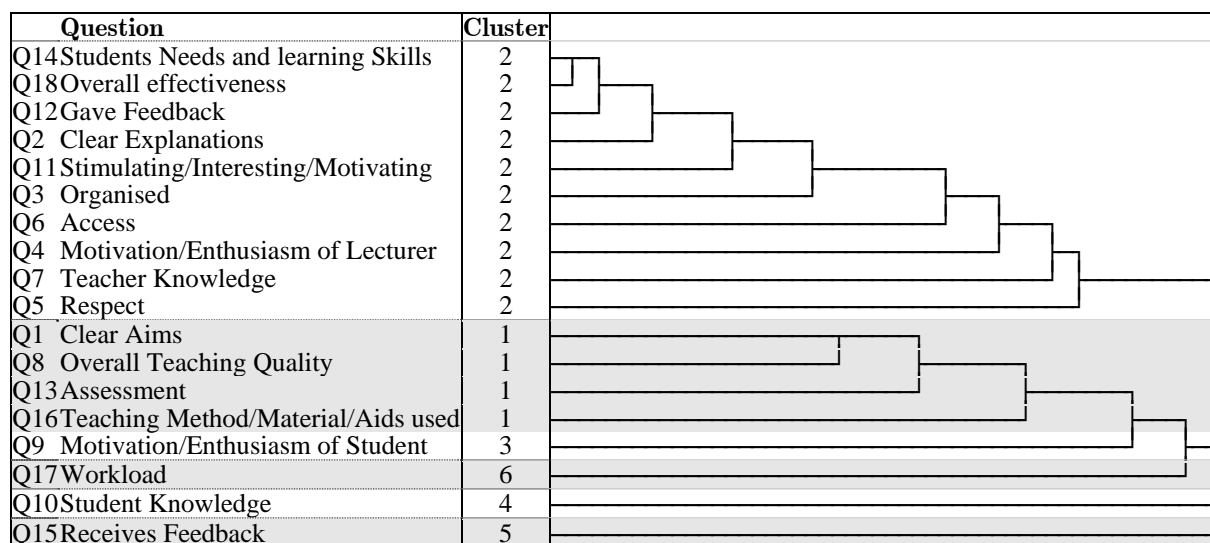 Question Cluster
Q14 Students Needs and learning Skills 2
Q18 Overall effectiveness 2
Q12 Gave Feedback 2
Q2 Clear Explanations 2
Q11 Stimulating/Interesting/Motivating 2
Q3 Organised 2
Q6 Access 2
Q4 Motivation/Enthusiasm of Lecturer 2
Q7 Teacher Knowledge 2
Q5 Respect 2
Q1 Clear Aims 1
Q8 Overall Teaching Quality 1
Q13 Assessment 1
Q16 Teaching Method/Material/Aids used 1
Q9 Motivation/Enthusiasm of Student 3
Q17 Workload 6
Q10 Student Knowledge 4
Q15 Receives Feedback 5